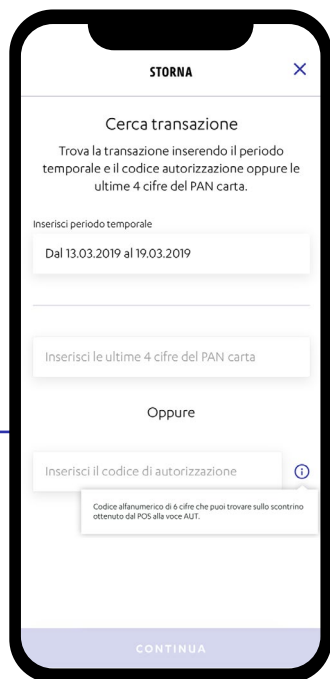 STORNA
Cerca transazione
Trova la transazione inserendo il periodo
temporale e il codice autorizzazione oppure le
ultime 4 cifre del PAN carta.
Inserisci periodo temporale
Dal 13.03.2019 al 19.03.2019
Inserisci le ultime 4 cifre del PAN carta
Oppure
Inserisci il codice di autorizzazione
Codice alfanumerico di 6 cifre che puoi trovare sullo scontrino
ottenuto dal POS alla voce AUT.
CONTINUA